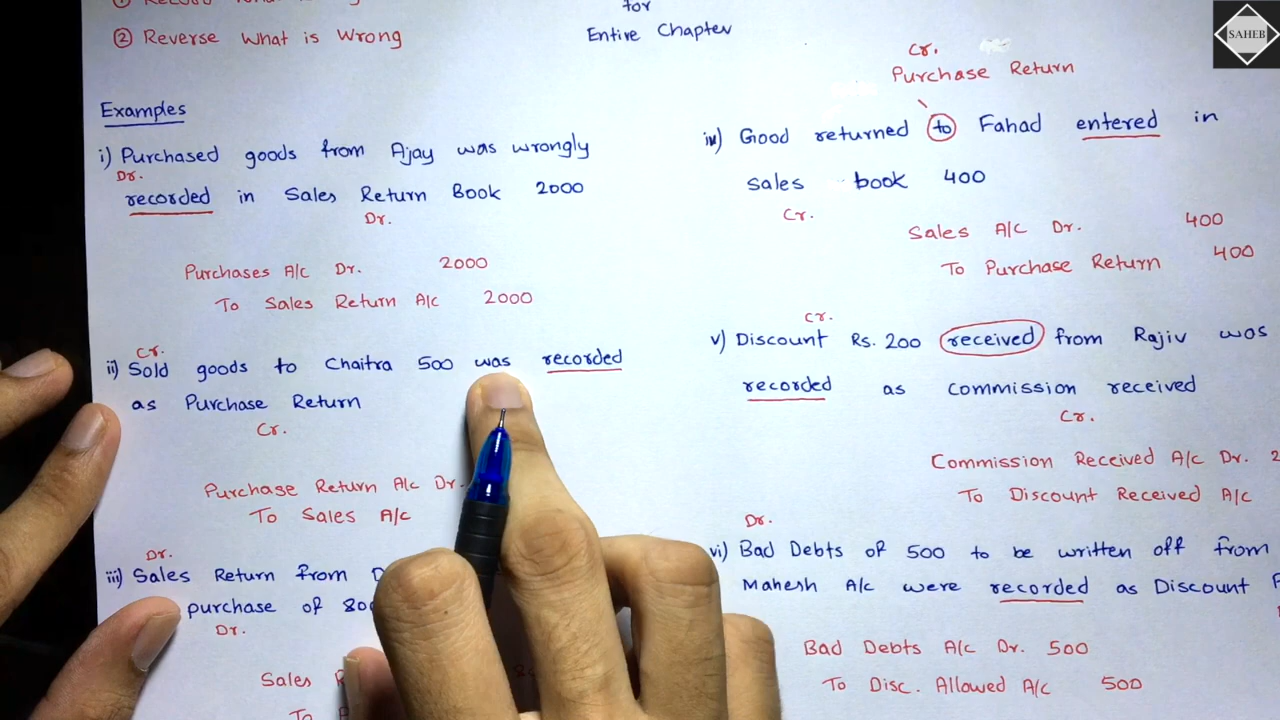 ② Reverse What is Wrong
for
Entire Chapter
SAHEB
Examples
i) Purchased goods from Ajay was wrongly
Dr.
recorded in Sales Return Book 2000
Dr.
Purchases A/c Dr. 2000
To Sales Return A/c 2000
Cr.
ii) Sold goods to Chaitra 500 was recorded
as Purchase Return
Cr.
Purchase Return A/c Dr.
To Sales A/c
Dr.
iii) Sales Return from
purchase of
Dr.
Sales
To
Cr.
Purchase Return
iv) Good returned to Fahad entered in
sales book 400
Cr.
Sales A/c Dr. 400
To Purchase Return 400
Cr.
v) Discount Rs. 200 received from Rajiv was
recorded as commission received
Cr.
Commission Received A/c Dr.
To Discount Received A/c
Dr.
vi) Bad Debts of 500 to be written off from
Mahesh A/c were recorded as Discount
Bad Debts A/c Dr. 500
To Disc. Allowed A/c 500